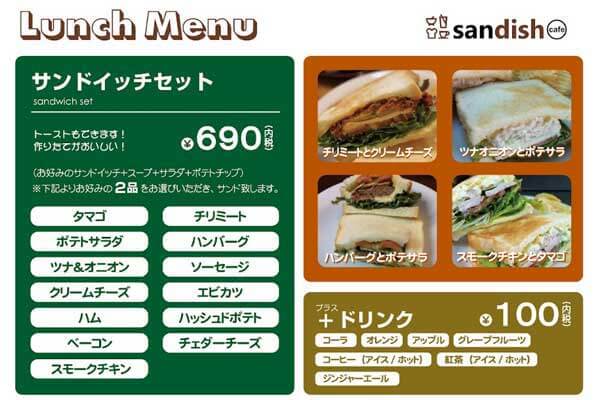 Lunch Menu
sandish cafe
サンドイッチセット
sandwich set
トーストもできます！
作りたてがおいしい！
¥690(内税)
(お好みのサンドイッチ+スープ+サラダ+ポテトチップ)
※下記よりお好みの2品をお選びいただき、サンド致します。
タマゴ
チリミート
ポテトサラダ
ハンバーグ
ツナ&オニオン
ソーセージ
クリームチーズ
エビカツ
ハム
ハッシュドポテト
ベーコン
チェダーチーズ
スモークチキン
チリミートとクリームチーズ
ツナオニオンとポテサラ
ハンバーグとポテサラ
スモークチキンとタマゴ
プラス
+ドリンク ¥100(内税)
コーラ オレンジ アップル グレープフルーツ
コーヒー(アイス/ホット) 紅茶(アイス/ホット)
ジンジャーエール